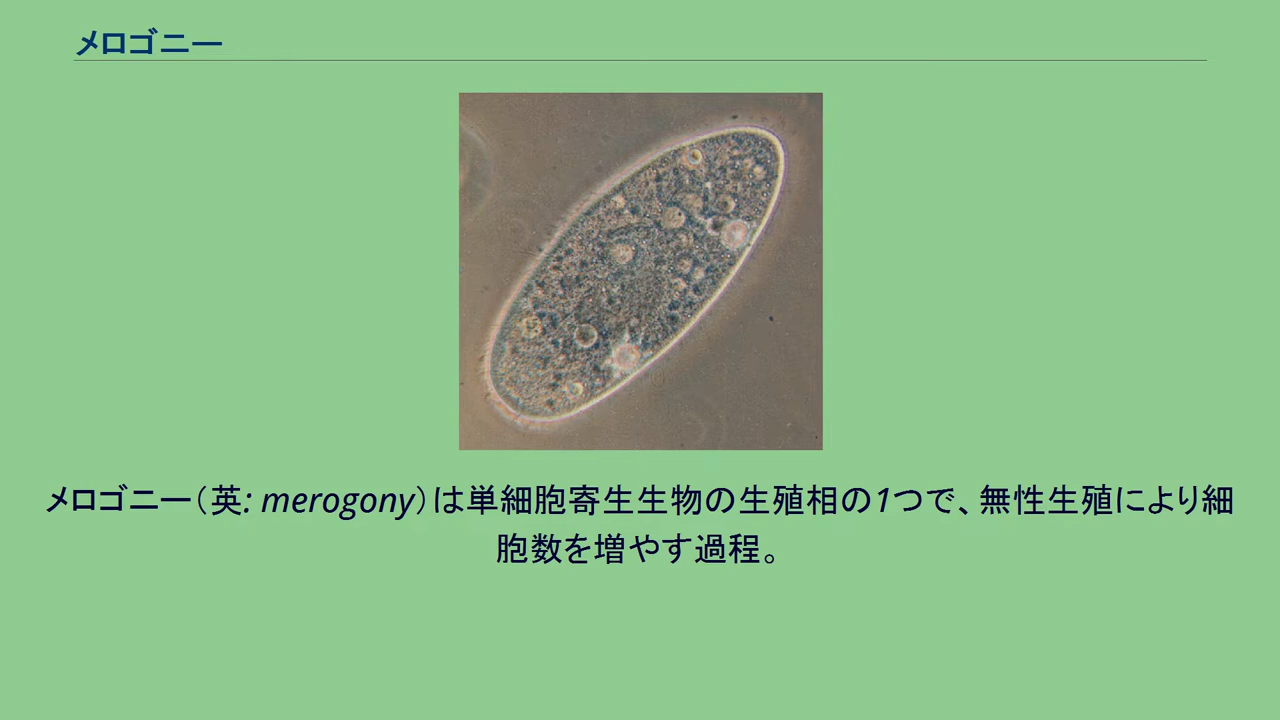 メロゴニー
メロゴニー（英: merogony）は単細胞寄生生物の生殖相の1つで、無性生殖により細
胞数を増やす過程。